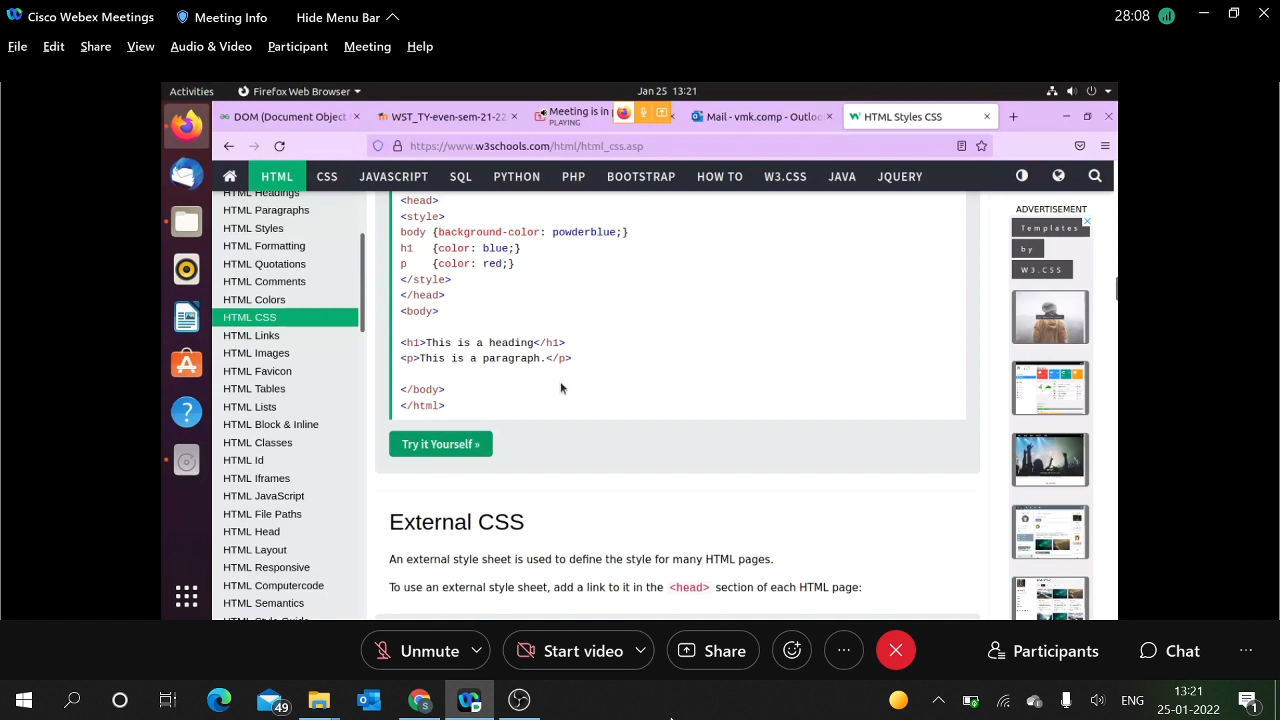 Cisco Webex Meetings Meeting Info Hide Menu Bar 28:08
File Edit Share View Audio & Video Participant Meeting Help
Activities Firefox Web Browser Jan 25 13:21
DOM (Document Object WST_TY-even-sem-21-22 Meeting is in Mail - vmk.comp - Outloo HTML Styles CSS
PLAYING
https://www.w3schools.com/html/html_css.asp
HTML CSS JAVASCRIPT SQL PYTHON PHP BOOTSTRAP HOW TO W3.CSS JAVA JQUERY
HTML Headings
HTML Paragraphs
HTML Styles
HTML Formatting
HTML Quotations
HTML Comments
HTML Colors
HTML CSS
HTML Links
HTML Images
HTML Favicon
HTML Tables
HTML Lists
HTML Block & Inline
HTML Classes
HTML Id
HTML Iframes
HTML JavaScript
HTML File Paths
HTML Head
HTML Layout
HTML Responsive
HTML Computercode
HTML Semantics
<head>
<style>
body {background-color: powderblue;}
h1 {color: blue;}
p {color: red;}
</style>
</head>
<body>
<h1>This is a heading</h1>
<p>This is a paragraph.</p>
</body>
</html>
Try it Yourself »
External CSS
An external style sheet is used to define the style for many HTML pages.
To use an external style sheet, add a link to it in the <head> section of each HTML page:
ADVERTISEMENT
Templates
by
W3.CSS
Unmute Start video Share Participants Chat
49 ENG 13:21
25-01-2022 1